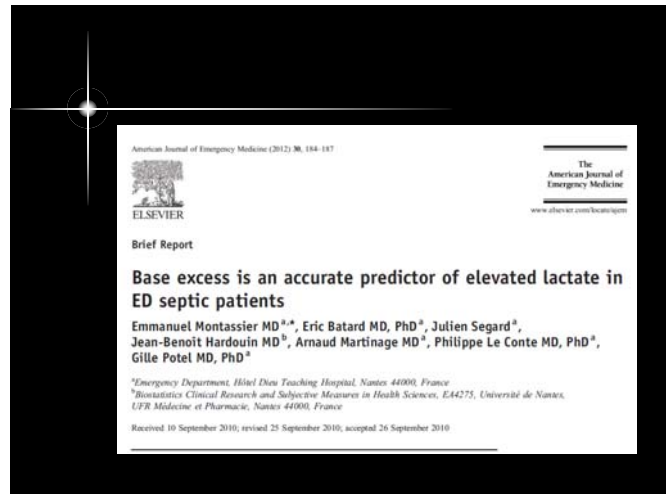 American Journal of Emergency Medicine (2012) 30, 184–187
The
American Journal of
Emergency Medicine
ELSEVIER
www.elsevier.com/locate/ajem
Brief Report
Base excess is an accurate predictor of elevated lactate in
ED septic patients
Emmanuel Montassier MD a,*, Eric Batard MD, PhD a, Julien Segard a,
Jean-Benoit Hardouin MD b, Arnaud Martinage MD a, Philippe Le Conte MD, PhD a,
Gille Potel MD, PhD a
a Emergency Department, Hôtel Dieu Teaching Hospital, Nantes 44000, France
b Biostatistics Clinical Research and Subjective Measures in Health Sciences, EA4275, Université de Nantes,
UFR Médecine et Pharmacie, Nantes 44000, France
Received 10 September 2010; revised 25 September 2010; accepted 26 September 2010